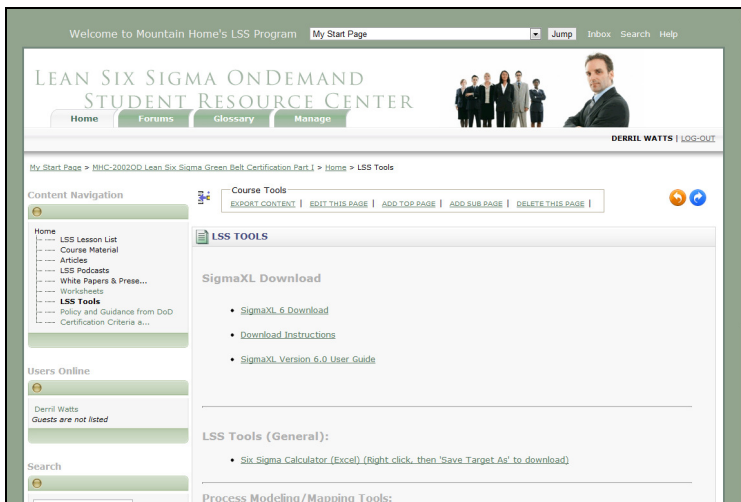 Welcome to Mountain Home's LSS Program My Start Page Jump Inbox Search Help
LEAN SIX SIGMA ONDEMAND
STUDENT RESOURCE CENTER
Home Forums Glossary Manage
DERRIL WATTS | LOG-OUT
My Start Page > MHC-2002OD Lean Six Sigma Green Belt Certification Part I > Home > LSS Tools
Content Navigation
Course Tools
EXPORT CONTENT | EDIT THIS PAGE | ADD TOP PAGE | ADD SUB PAGE | DELETE THIS PAGE |
Home
LSS Lesson List
Course Material
Articles
LSS Podcasts
White Papers & Prese...
Worksheets
LSS Tools
Policy and Guidance from DoD
Certification Criteria a...
LSS TOOLS
SigmaXL Download
• SigmaXL 6 Download
• Download Instructions
• SigmaXL Version 6.0 User Guide
Users Online
Derril Watts
Guests are not listed
LSS Tools (General):
• Six Sigma Calculator (Excel) (Right click, then 'Save Target As' to download)
Search
Process Modeling/Mapping Tools: